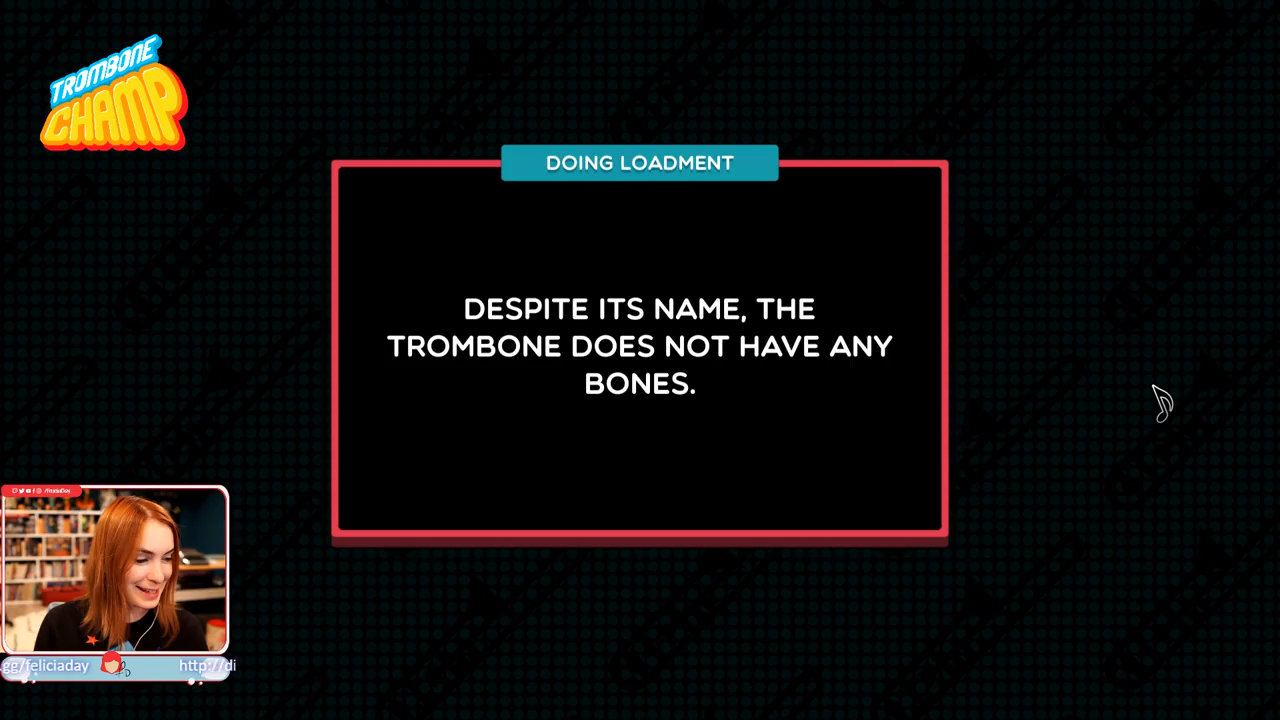 TROMBONE
CHAMP
DOING LOADMENT
DESPITE ITS NAME, THE
TROMBONE DOES NOT HAVE ANY
BONES.
gg/feliciaday
http://di